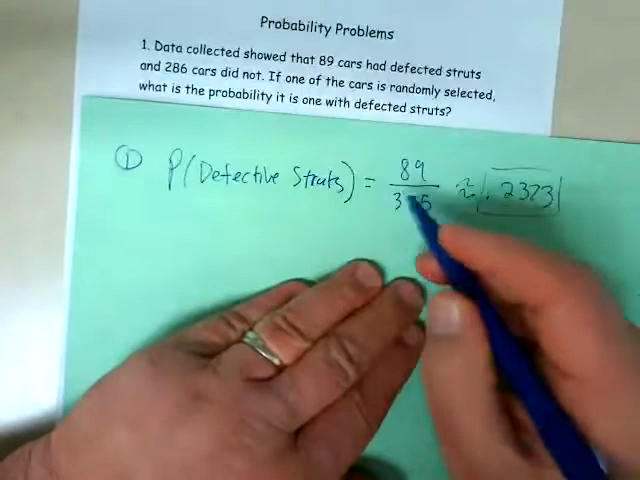 Probability Problems
1. Data collected showed that 89 cars had defected struts
and 286 cars did not. If one of the cars is randomly selected,
what is the probability it is one with defected struts?
① P(Defective Struts) = 89/375 ≈ .2373